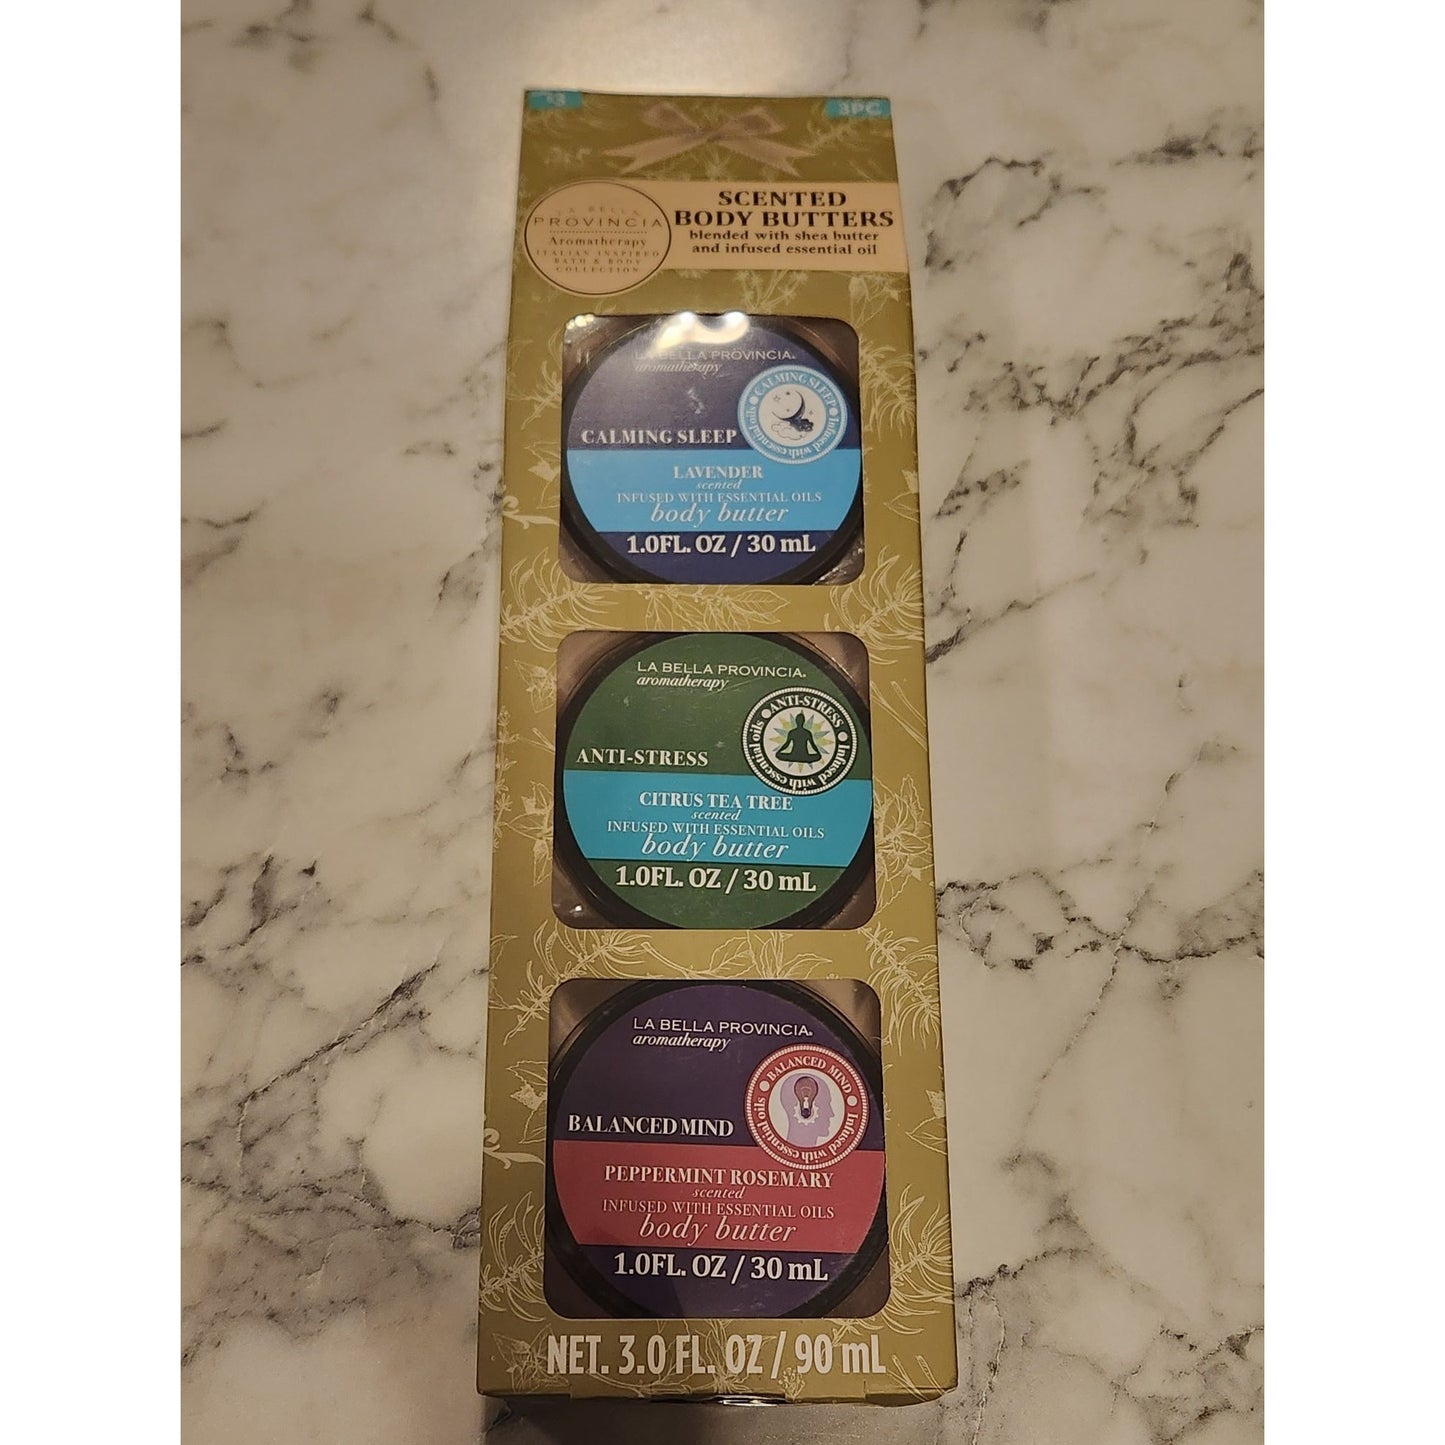 3PC
LA BELLA
PROVINCIA
Aromatherapy
ITALIAN INSPIRED
BATH & BODY
COLLECTION
SCENTED
BODY BUTTERS
blended with shea butter
and infused essential oil
LA BELLA PROVINCIA®
aromatherapy
CALMING SLEEP
Infused with essential oils
CALMING SLEEP
LAVENDER
scented
INFUSED WITH ESSENTIAL OILS
body butter
1.0FL. OZ / 30 mL
LA BELLA PROVINCIA®
aromatherapy
ANTI-STRESS
Infused with essential oils
ANTI-STRESS
CITRUS TEA TREE
scented
INFUSED WITH ESSENTIAL OILS
body butter
1.0FL. OZ / 30 mL
LA BELLA PROVINCIA®
aromatherapy
BALANCED MIND
Infused with essential oils
BALANCED MIND
PEPPERMINT ROSEMARY
scented
INFUSED WITH ESSENTIAL OILS
body butter
1.0FL. OZ / 30 mL
NET. 3.0 FL. OZ / 90 mL